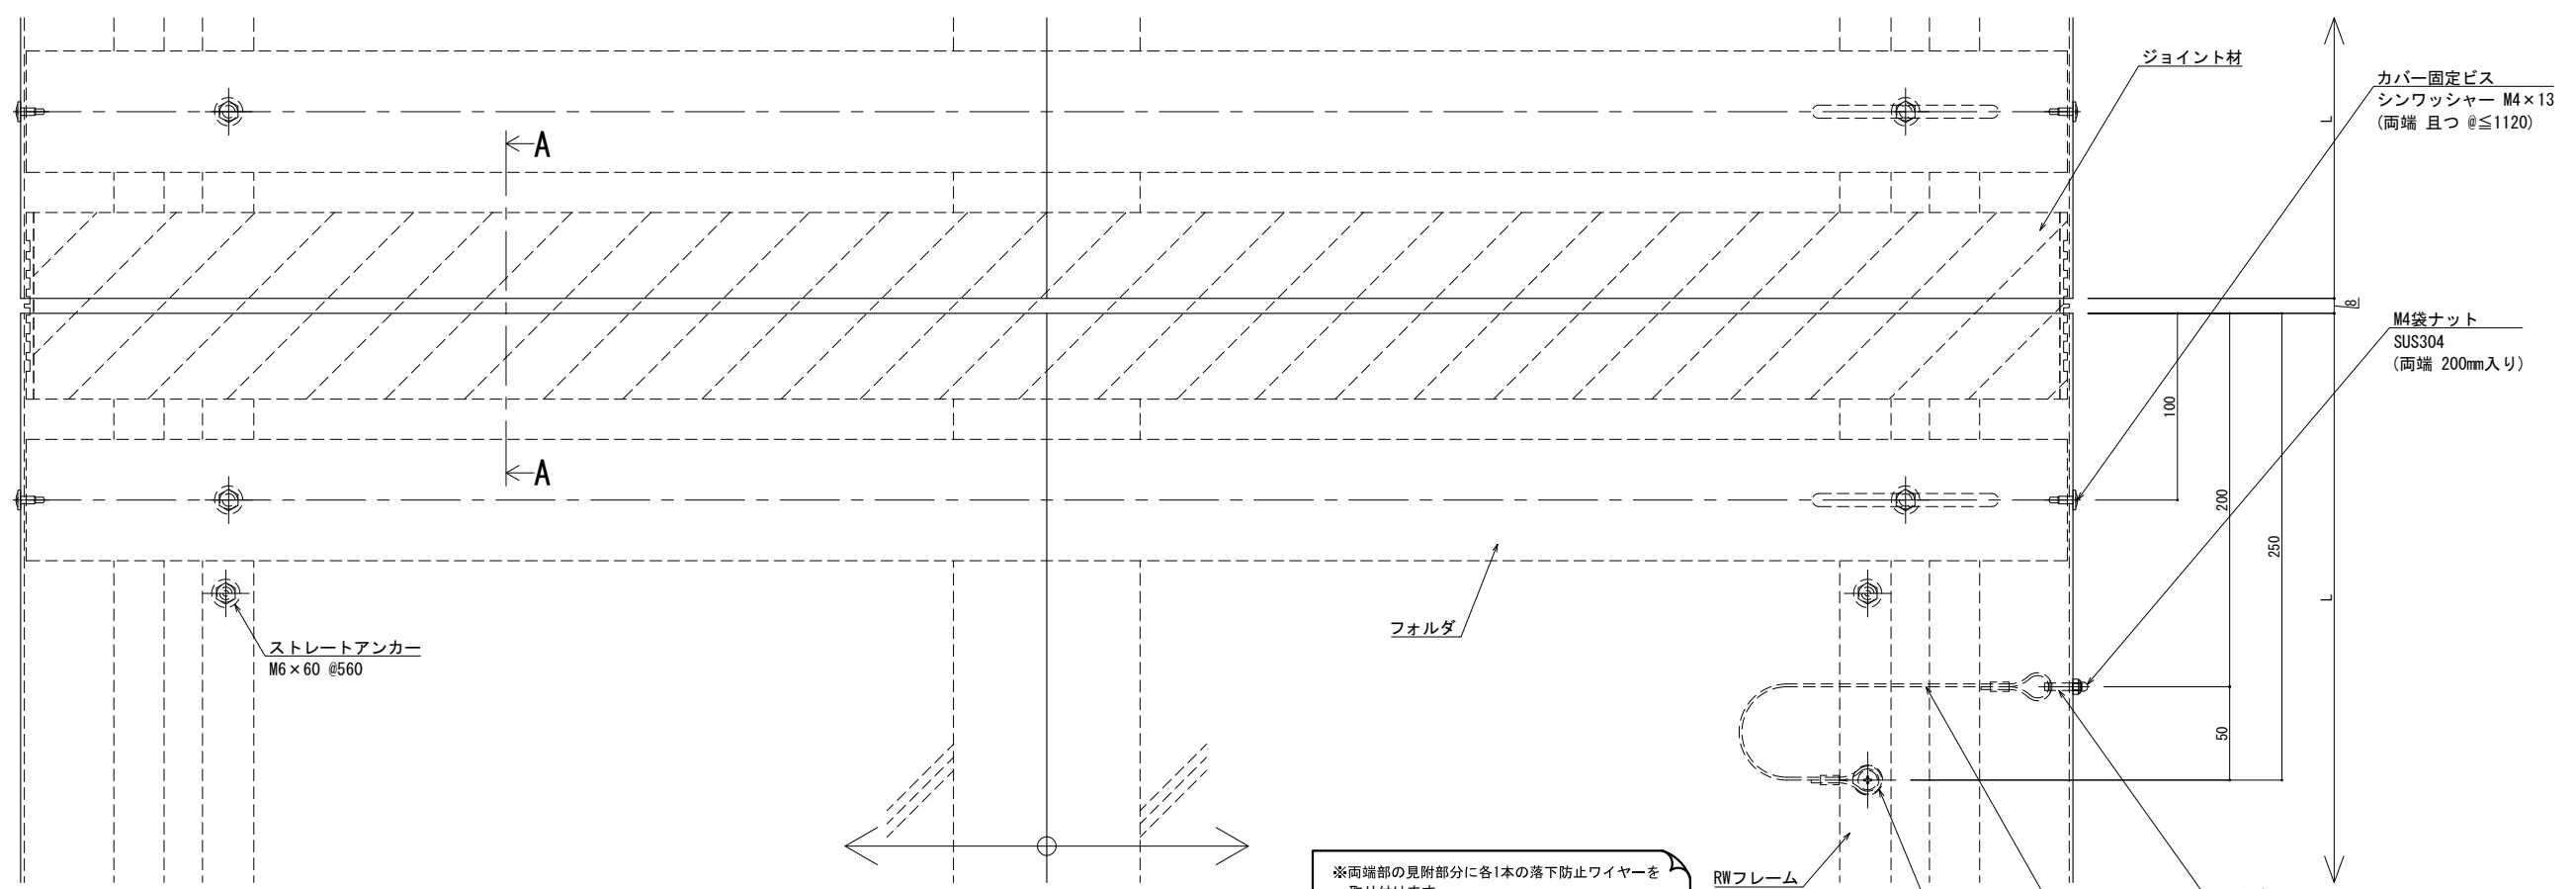 ジョイント材
カバー固定ビス
シンワッシャー M4×13
(両端 且つ @≦1120)
L
A
8
M4袋ナット
SUS304
(両端 200mm入り)
100
A
200
250
L
フォルダ
ストレートアンカー
M6×60 @560
50
※両端部の見附部分に各1本の落下防止ワイヤーを
RWフレーム